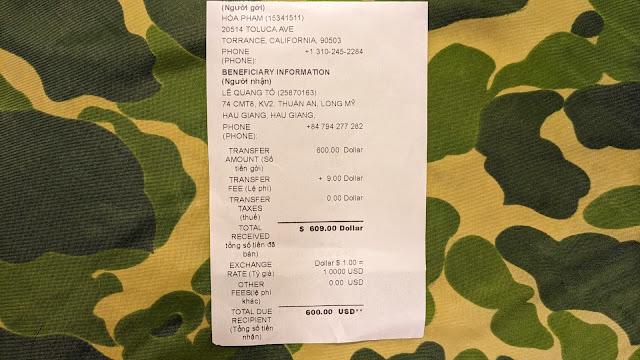 (Người gởi)
HÒA PHẠM (15341511)
20514 TOLUCA AVE
TORRANCE, CALIFORNIA, 90503
PHONE +1 310-245-2284
(PHONE):
BENEFICIARY INFORMATION
(Người nhận)
LÊ QUANG TỎ (25870163)
74 CMT8, KV2, THUẬN AN, LONG MỸ
HAU GIANG, HAU GIANG,
PHONE +84 794 277 282
(PHONE):
TRANSFER 600.00 Dollar
AMOUNT (Số
tiền gởi)
TRANSFER + 9.00 Dollar
FEE (Lệ phí)
TRANSFER 0.00 Dollar
TAXES
(thuế)
TOTAL $ 609.00 Dollar
RECEIVED
tổng số tiền đã
bán)
EXCHANGE Dollar $ 1.00 =
RATE (Tỷ giá) 1.0000 USD
OTHER 0.00 USD
FEES(lệ phí
khác)
TOTAL DUE 600.00 USD**
RECIPIENT
(Tổng số tiền
nhận)